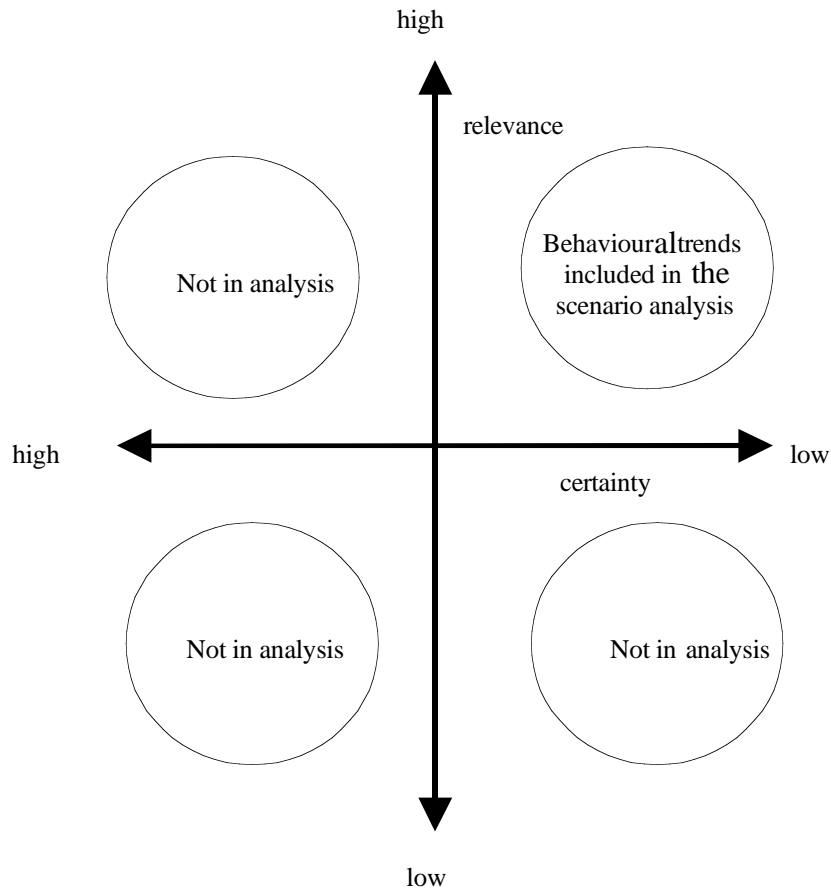 high
relevance
Behaviouraltrends
included in the
scenario analysis
Not in analysis
high
low
certainty
Not in analysis
Not in analysis
low